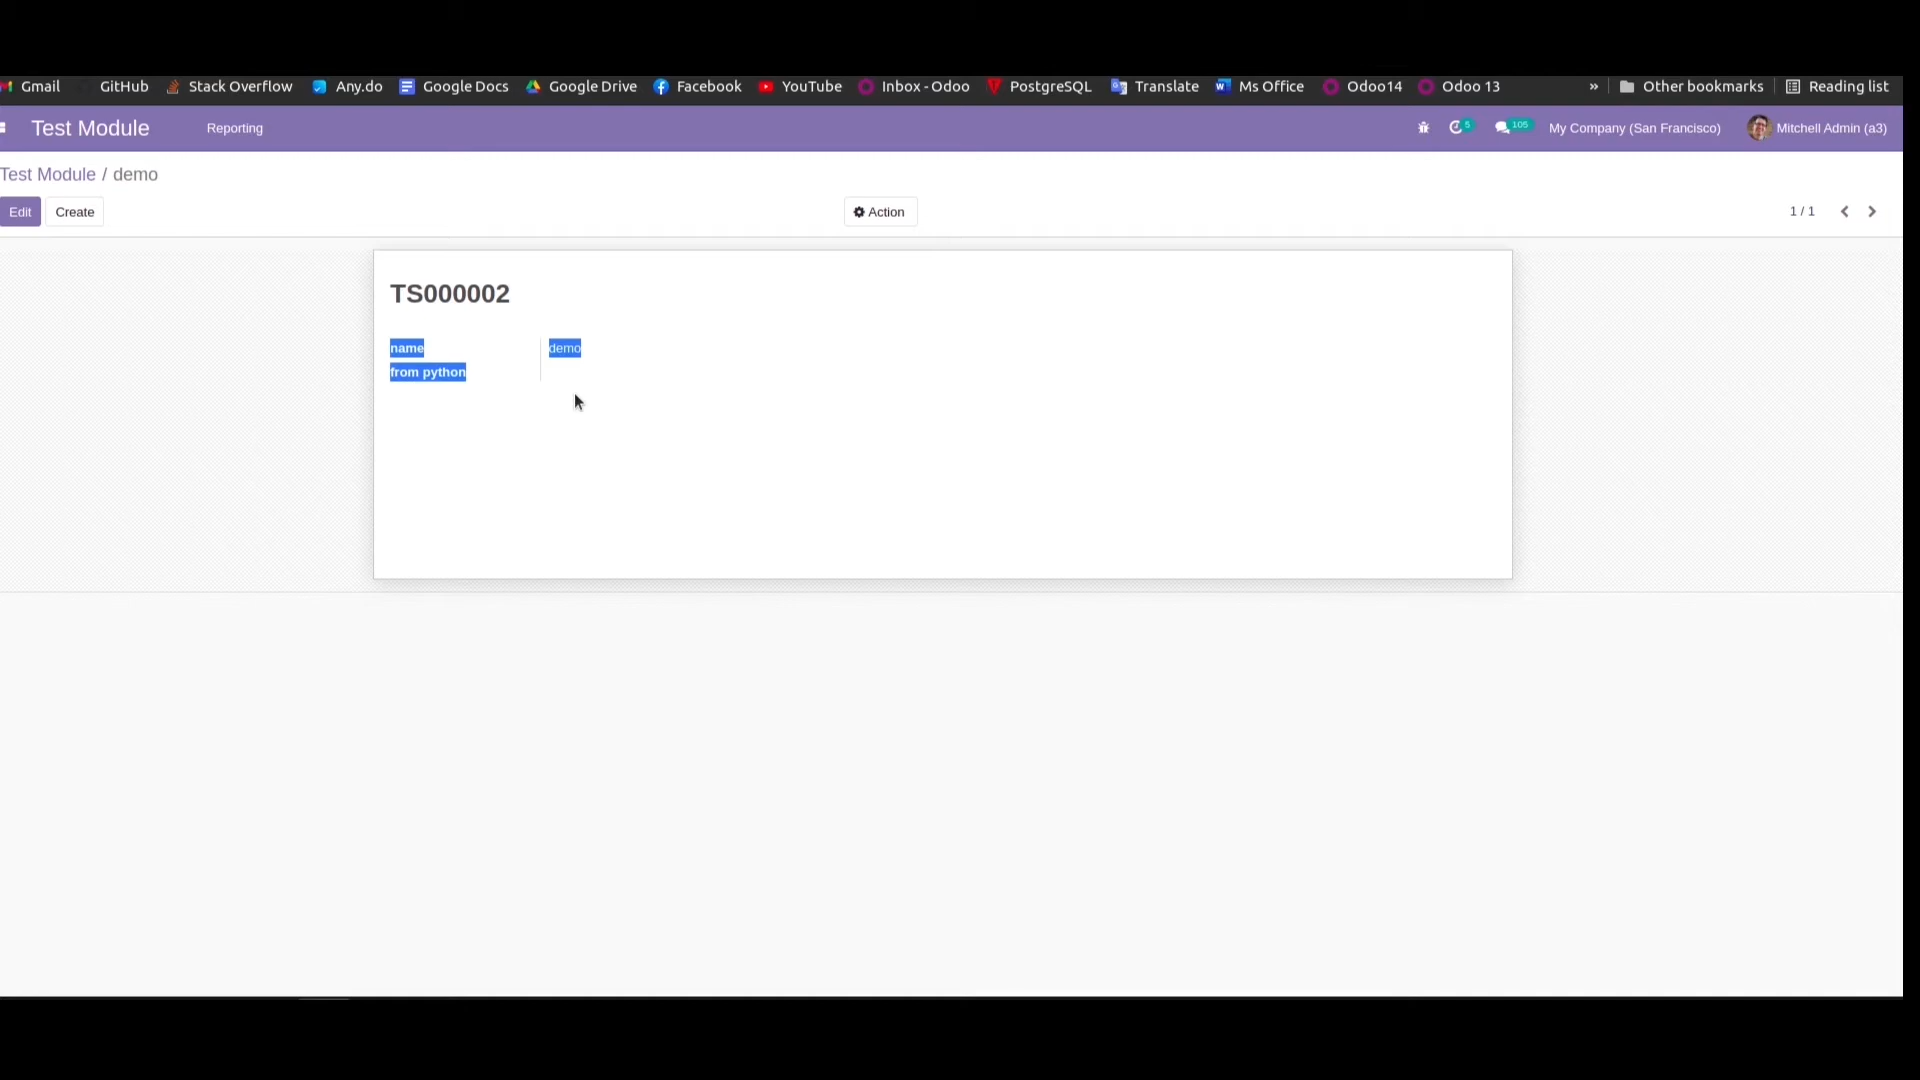 Gmail GitHub Stack Overflow Any.do Google Docs Google Drive Facebook YouTube Inbox - Odoo PostgreSQL Translate Ms Office Odoo14 Odoo 13 » Other bookmarks Reading list
Test Module Reporting 5 105 My Company (San Francisco) Mitchell Admin (a3)
Test Module / demo
Edit Create Action 1 / 1
TS000002
name demo
from python